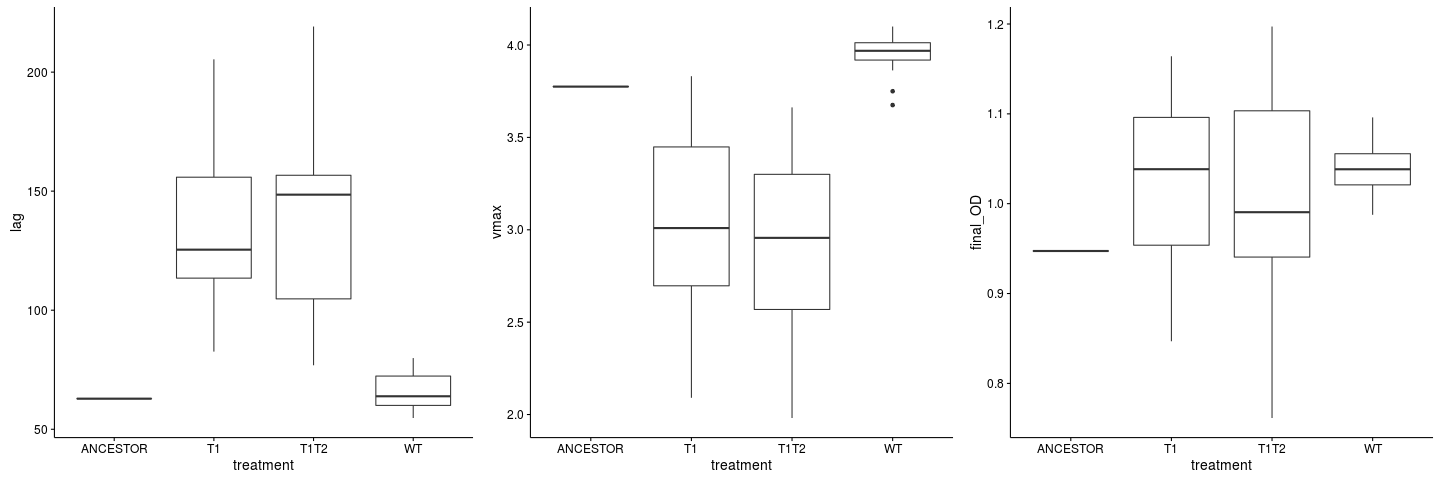 lag
200
150
100
50
ANCESTOR T1 T1T2 WT
treatment
vmax
4.0
3.5
3.0
2.5
2.0
ANCESTOR T1 T1T2 WT
treatment
final_OD
1.2
1.1
1.0
0.9
0.8
ANCESTOR T1 T1T2 WT
treatment